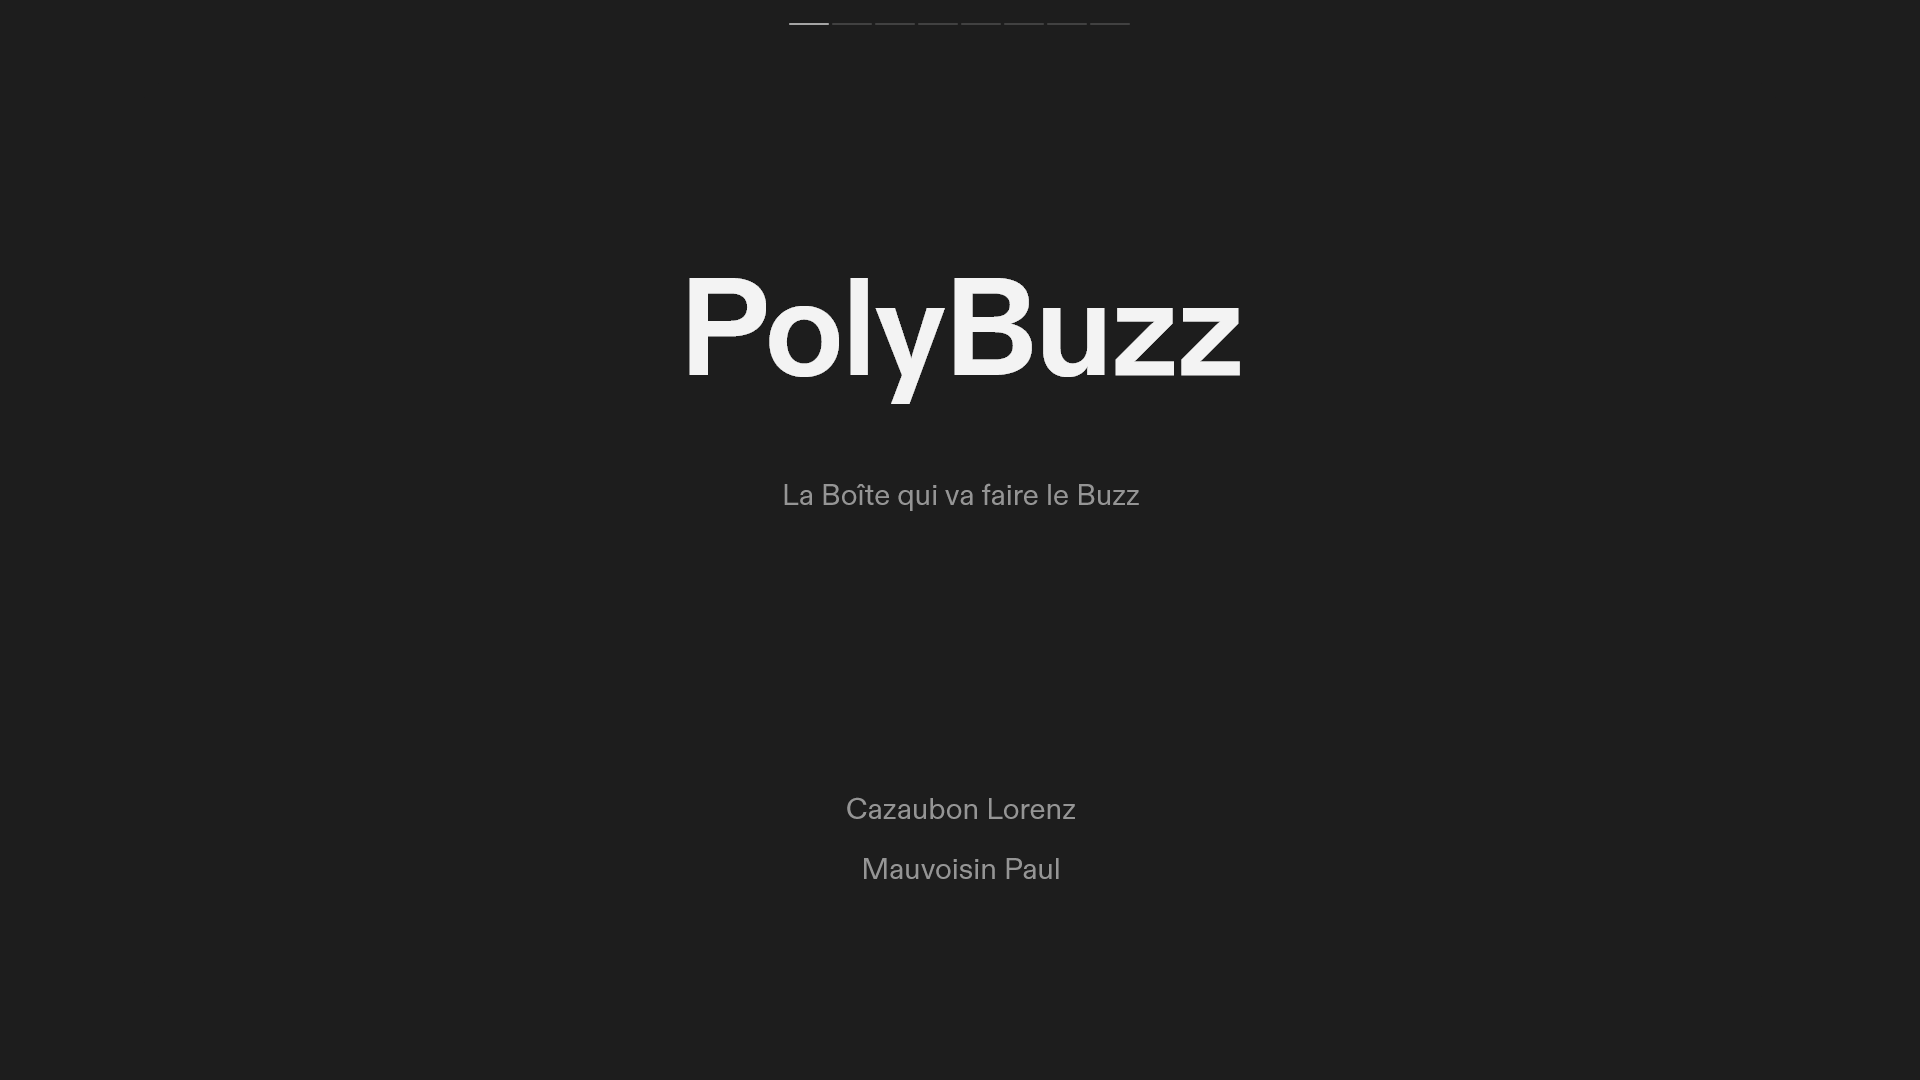 PolyBuzz
La Boîte qui va faire le Buzz
Cazaubon Lorenz
Mauvoisin Paul